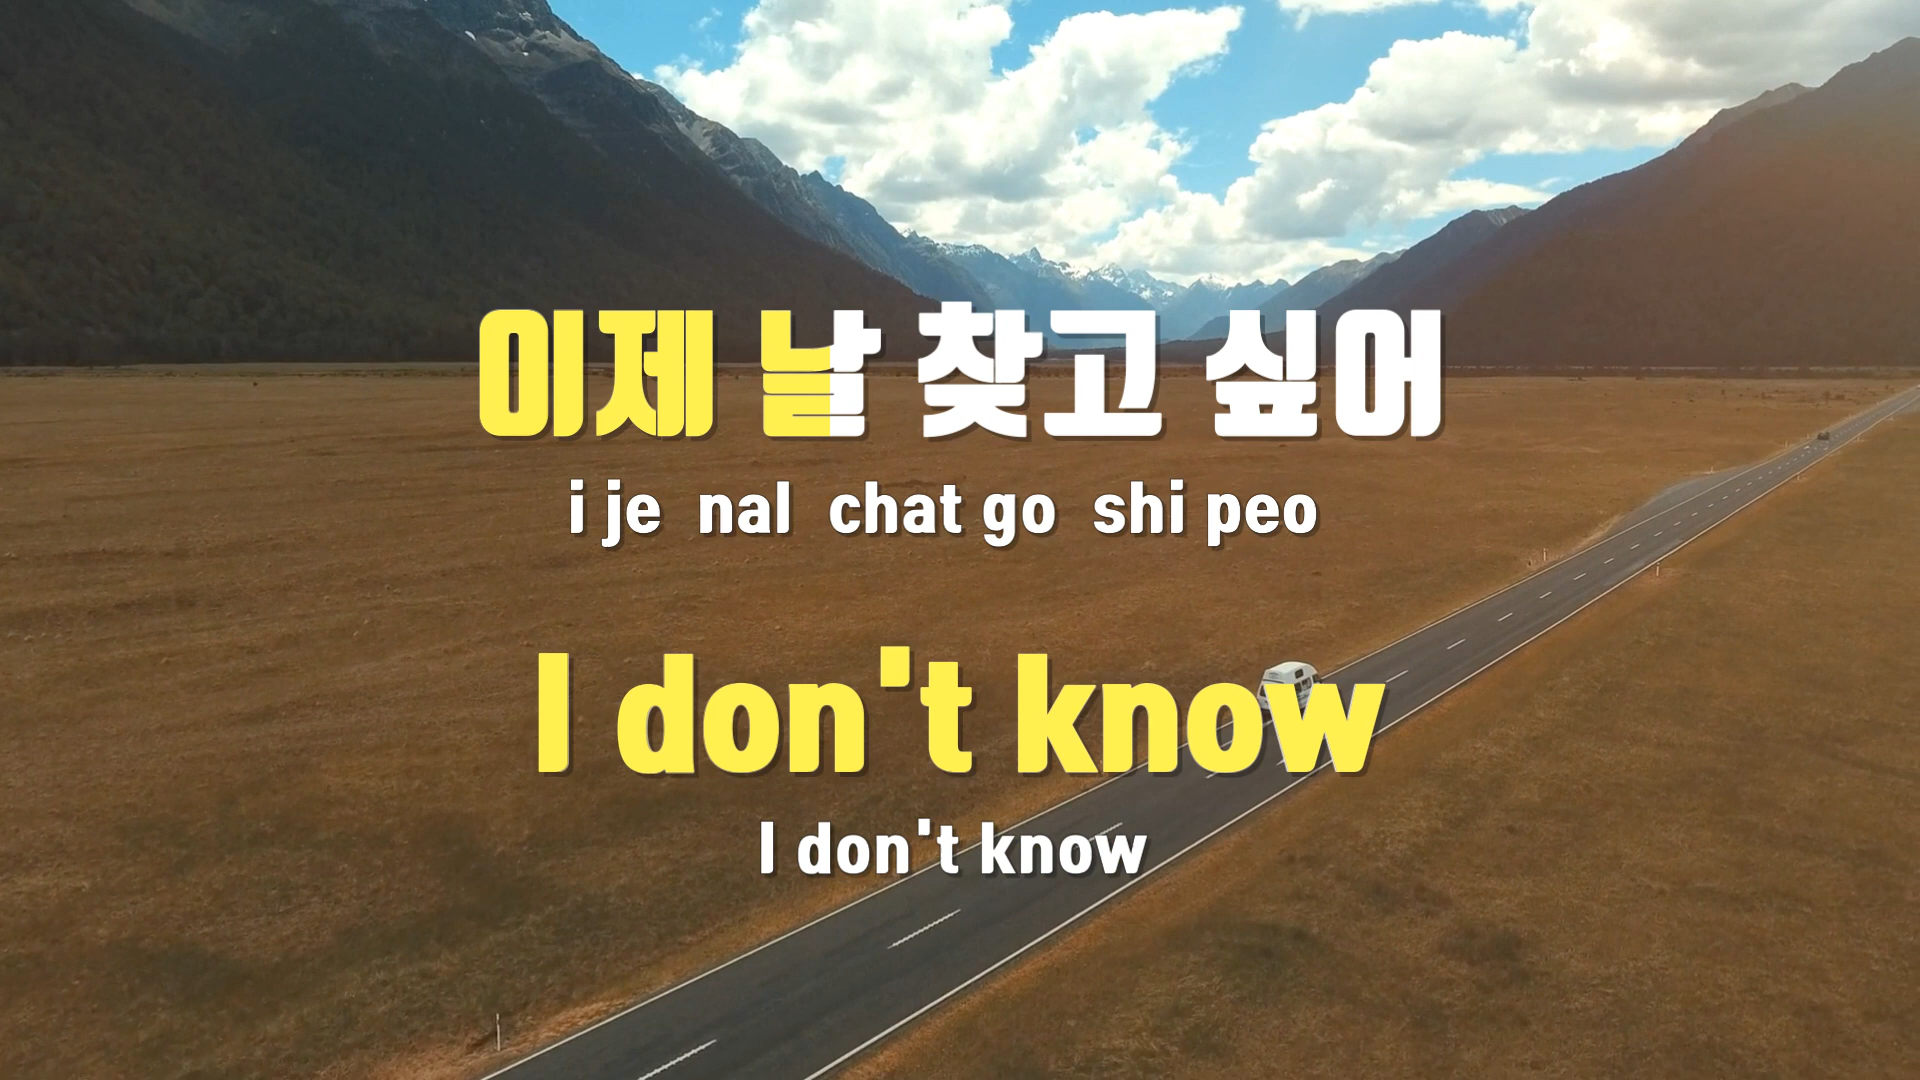 이제 날 찾고 싶어
i je nal chat go shi peo
I don't know
I don't know